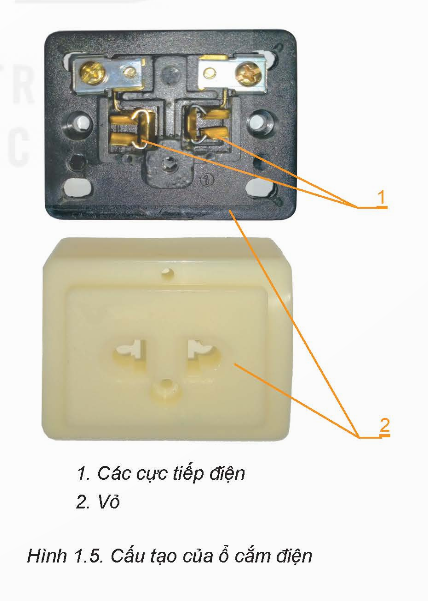 1
2
1. Các cực tiếp điện
2. Vỏ
Hình 1.5. Cấu tạo của ổ cắm điện